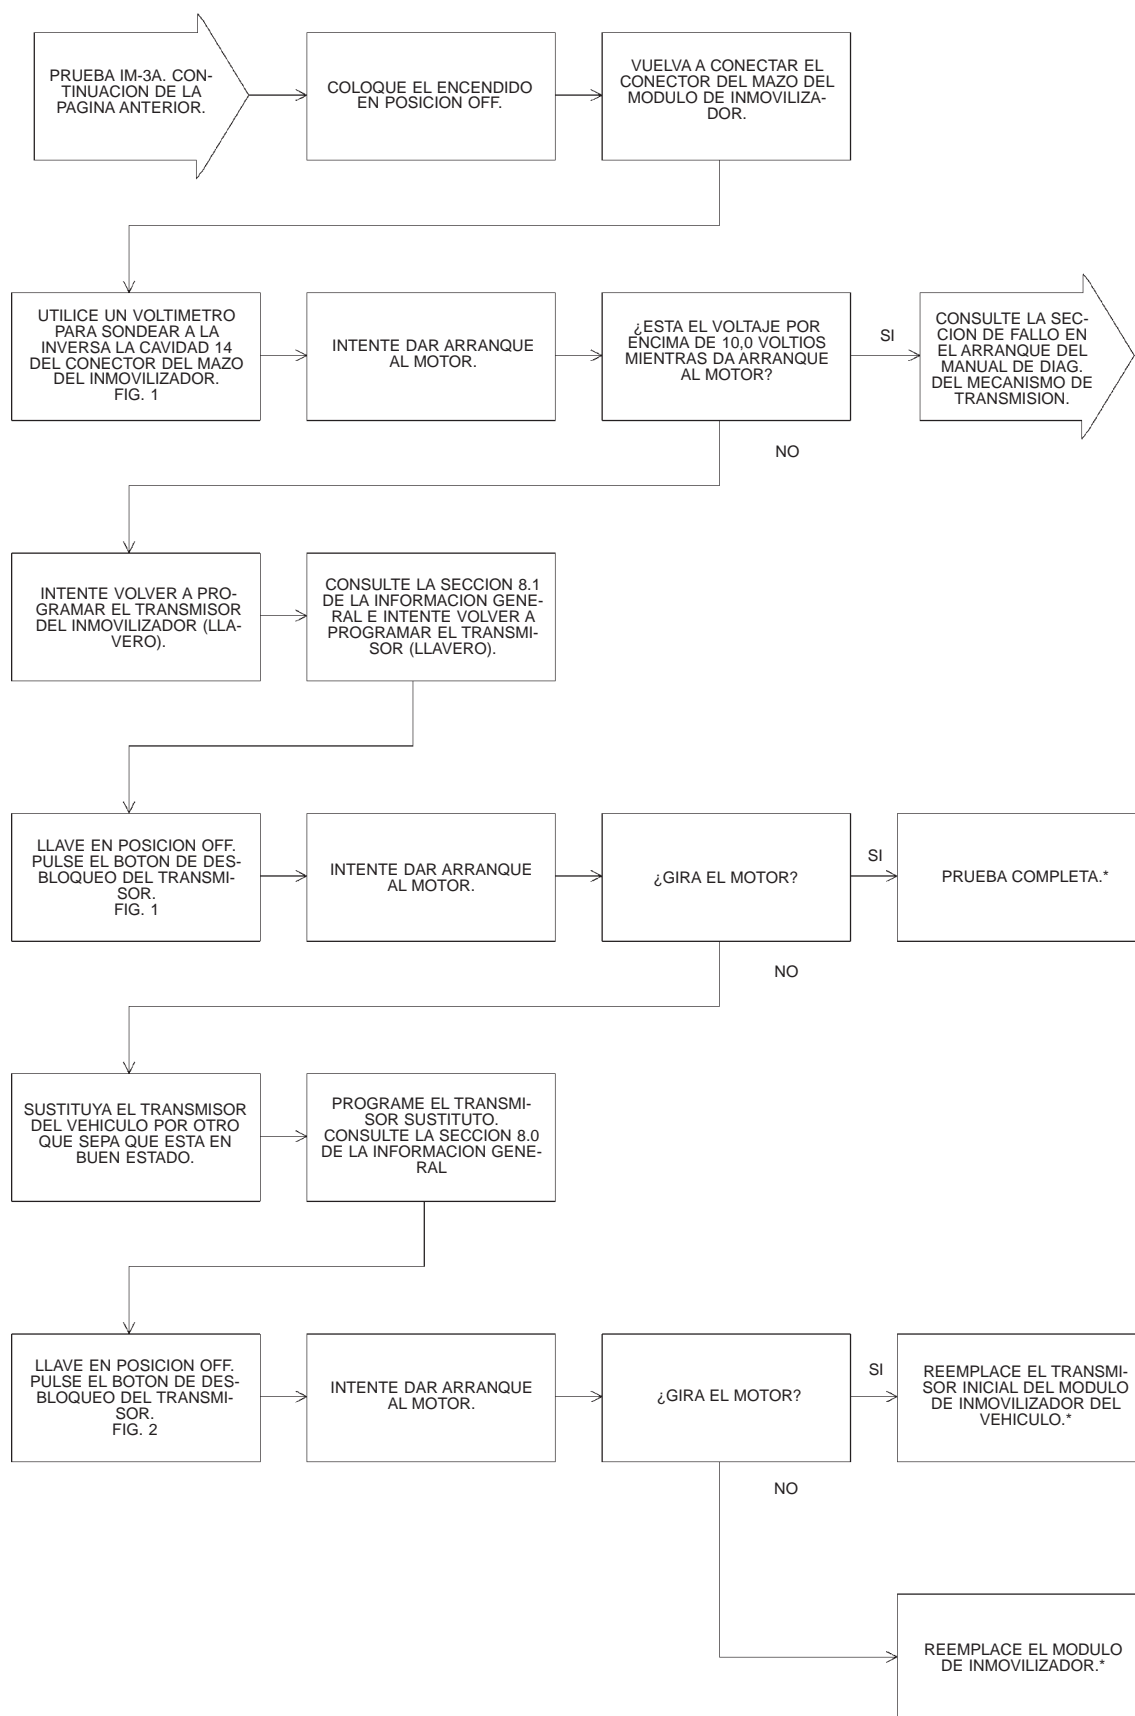 PRUEBA IM-3A. CON-
TINUACION DE LA
PAGINA ANTERIOR.
COLOQUE EL ENCENDIDO
EN POSICION OFF.
VUELVA A CONECTAR EL
CONECTOR DEL MAZO DEL
MODULO DE INMOVILIZA-
DOR.
UTILICE UN VOLTIMETRO
PARA SONDEAR A LA
INVERSA LA CAVIDAD 14
DEL CONECTOR DEL MAZO
DEL INMOVILIZADOR.
FIG. 1
INTENTE DAR ARRANQUE
AL MOTOR.
¿ESTA EL VOLTAJE POR
ENCIMA DE 10,0 VOLTIOS
MIENTRAS DA ARRANQUE
AL MOTOR?
SI
CONSULTE LA SEC-
CION DE FALLO EN
EL ARRANQUE DEL
MANUAL DE DIAG.
DEL MECANISMO DE
TRANSMISION.
NO
INTENTE VOLVER A PRO-
GRAMAR EL TRANSMISOR
DEL INMOVILIZADOR (LLA-
VERO).
CONSULTE LA SECCION 8.1
DE LA INFORMACION GENE-
RAL E INTENTE VOLVER A
PROGRAMAR EL TRANSMI-
SOR (LLAVERO).
LLAVE EN POSICION OFF.
PULSE EL BOTON DE DES-
BLOQUEO DEL TRANSMI-
SOR.
FIG. 1
INTENTE DAR ARRANQUE
AL MOTOR.
¿GIRA EL MOTOR?
SI
PRUEBA COMPLETA.*
NO
SUSTITUYA EL TRANSMISOR
DEL VEHICULO POR OTRO
QUE SEPA QUE ESTA EN
BUEN ESTADO.
PROGRAME EL TRANSMI-
SOR SUSTITUTO.
CONSULTE LA SECCION 8.0
DE LA INFORMACION GENE-
RAL
LLAVE EN POSICION OFF.
PULSE EL BOTON DE DES-
BLOQUEO DEL TRANSMI-
SOR.
FIG. 2
INTENTE DAR ARRANQUE
AL MOTOR.
¿GIRA EL MOTOR?
SI
REEMPLACE EL TRANSMI-
SOR INICIAL DEL MODULO
DE INMOVILIZADOR DEL
VEHICULO.*
NO
REEMPLACE EL MODULO
DE INMOVILIZADOR.*